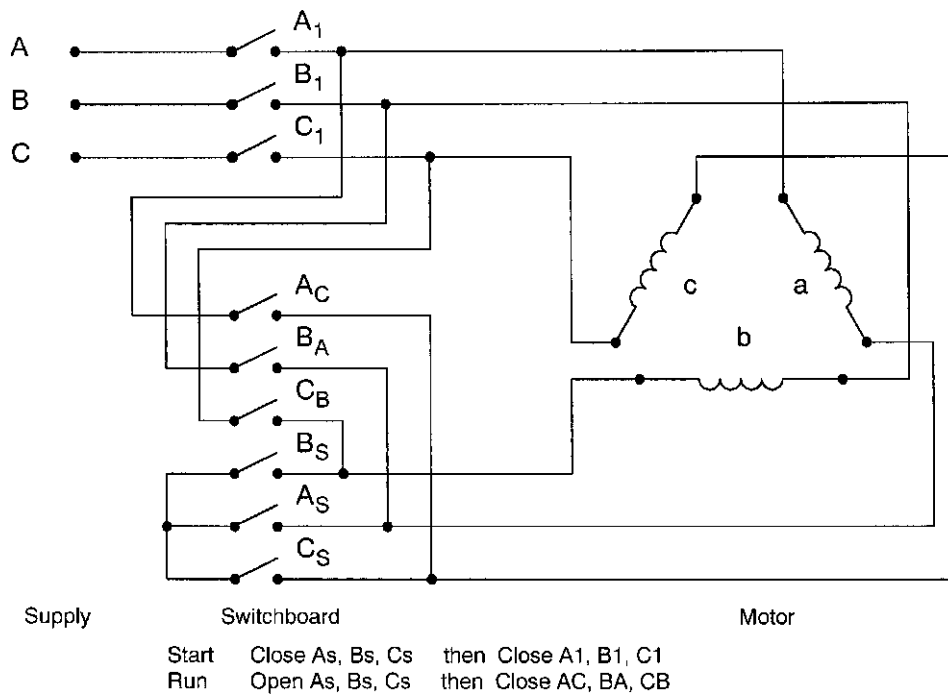 A
A1
B
B1
C
C1
AC
c
a
BA
b
CB
BS
AS
CS
Supply Switchboard Motor
Start Close As, Bs, Cs then Close A1, B1, C1
Run Open As, Bs, Cs then Close AC, BA, CB